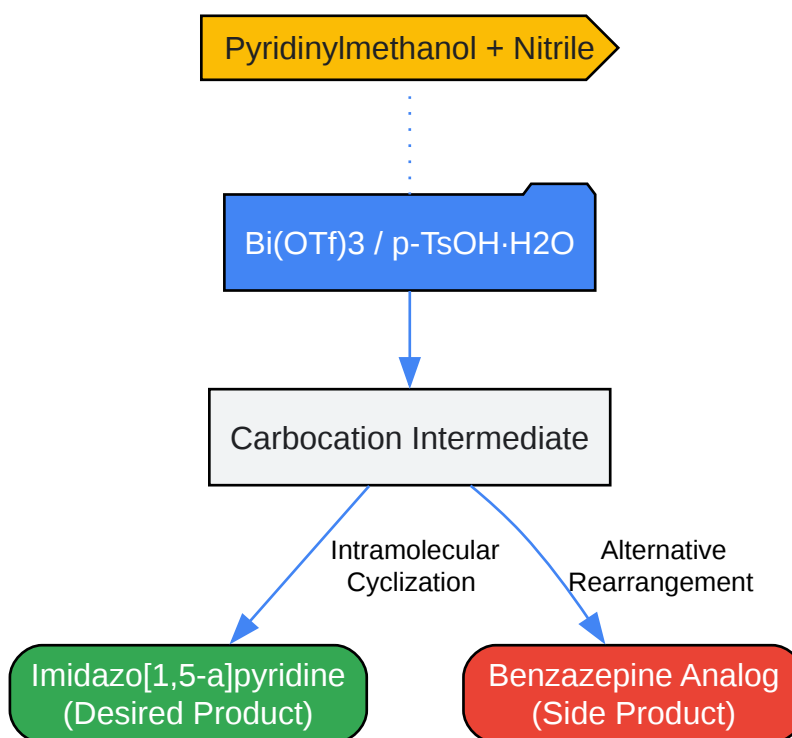 Pyridinylmethanol + Nitrile
Bi(OTf)3 / p-TsOH·H2O
Carbocation Intermediate
Intramolecular
Cyclization
Alternative
Rearrangement
Imidazo[1,5-a]pyridine
(Desired Product)
Benzazepine Analog
(Side Product)